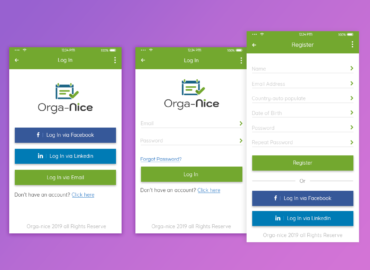 Log In
Orga-Nice
f Log In via Facebook
in Log In via LinkedIn
Log In via Email
Don't have an account? Click here
Orga-nice 2019 all Rights Reserve
Log In
Orga-Nice
Email
Password
Forgot Password?
Log In
Don't have an account? Click here
Orga-nice 2019 all Rights Reserve
Register
Name
Email Address
Country auto populate
Date of Birth
Password
Repeat Password
Register
Or
f Log In via Facebook
in Log In via LinkedIn
Orga-nice 2019 all Rights Reserve